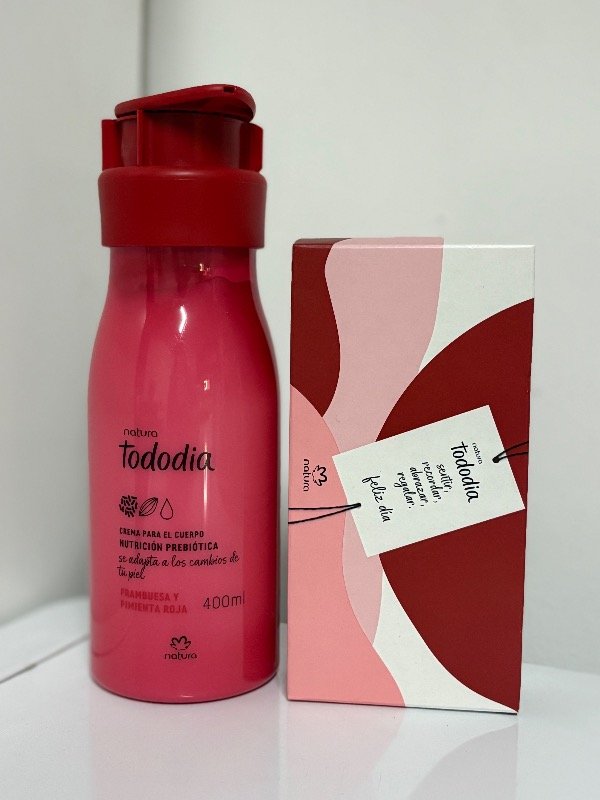 natura
tododia
CREMA PARA EL CUERPO
NUTRICIÓN PREBIÓTICA
se adapta a los cambios de
tu piel
FRAMBUESA Y
PIMIENTA ROJA
400ml
natura
natura
natura
tododia
sentir,
recordar,
abrazar,
regalar.
feliz día